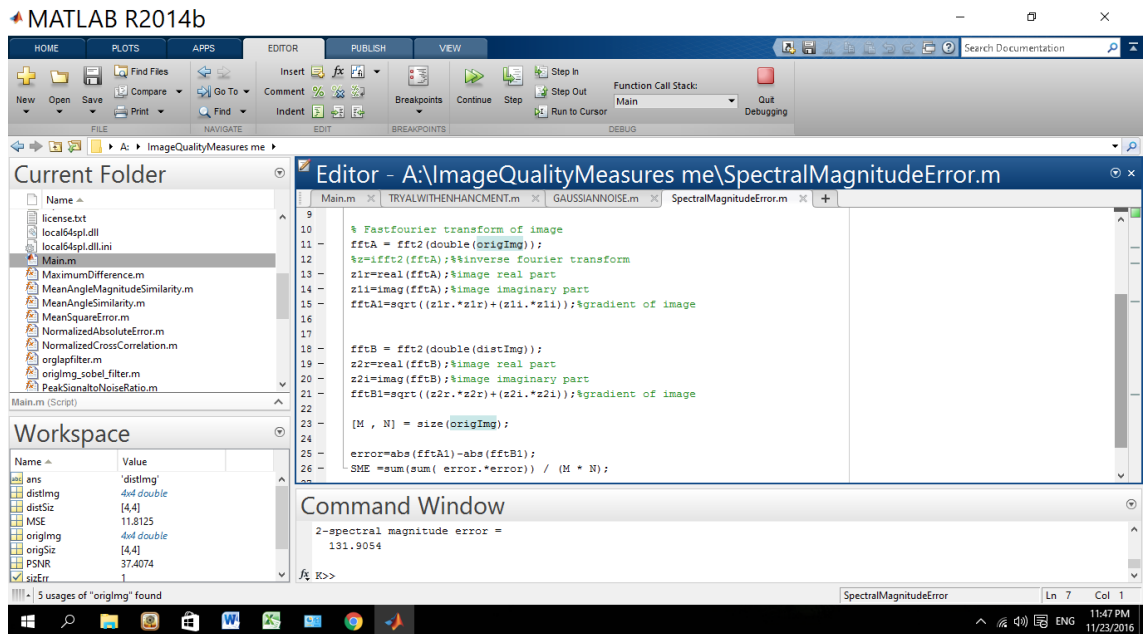 MATLAB R2014b
HOME PLOTS APPS EDITOR PUBLISH VIEW Search Documentation
New Open Save Find Files Compare Print
Go To Find
Insert fx
Comment %
Indent
Breakpoints
Continue Step Step In Step Out Run to Cursor
Function Call Stack:
Main
Quit Debugging
FILE NAVIGATE EDIT BREAKPOINTS DEBUG
A: ImageQualityMeasures me
Current Folder
Name
license.txt
local64spl.dll
local64spl.dll.ini
Main.m
MaximumDifference.m
MeanAngleMagnitudeSimilarity.m
MeanAngleSimilarity.m
MeanSquareError.m
NormalizedAbsoluteError.m
NormalizedCrossCorrelation.m
orglapfilter.m
origImg_sobel_filter.m
PeakSignaltoNoiseRatio.m
Main.m (Script)
Workspace
Name Value
abc ans 'distImg'
distImg 4x4 double
distSiz [4,4]
MSE 11.8125
origImg 4x4 double
origSiz [4,4]
PSNR 37.4074
sizErr 1
Editor - A:\ImageQualityMeasures me\SpectralMagnitudeError.m
Main.m TRYALWITHENHANCMENT.m GAUSSIANNOISE.m SpectralMagnitudeError.m +
9
10 % Fastfourier transform of image
11 – fftA = fft2(double(origImg));
12 %z=ifft2(fftA);%%inverse fourier transform
13 – z1r=real(fftA);%image real part
14 – z1i=imag(fftA);%image imaginary part
15 – fftA1=sqrt((z1r.*z1r)+(z1i.*z1i));%gradient of image
16
17
18 – fftB = fft2(double(distImg));
19 – z2r=real(fftB);%image real part
20 – z2i=imag(fftB);%image imaginary part
21 – fftB1=sqrt((z2r.*z2r)+(z2i.*z2i));%gradient of image
22
23 – [M , N] = size(origImg);
24
25 – error=abs(fftA1)-abs(fftB1);
26 – SME =sum(sum( error.*error)) / (M * N);
Command Window
2-spectral magnitude error =
131.9054
fx K>>
5 usages of "origImg" found SpectralMagnitudeError Ln 7 Col 1
ENG 11:47 PM
11/23/2016